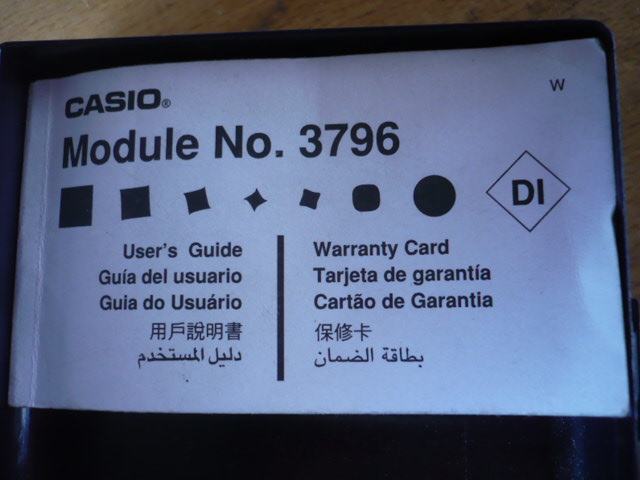 CASIO®
W
Module No. 3796
DI
User's Guide
Guía del usuario
Guia do Usuário
用戶說明書
دليل المستخدم
Warranty Card
Tarjeta de garantía
Cartão de Garantia
保修卡
بطاقة الضمان